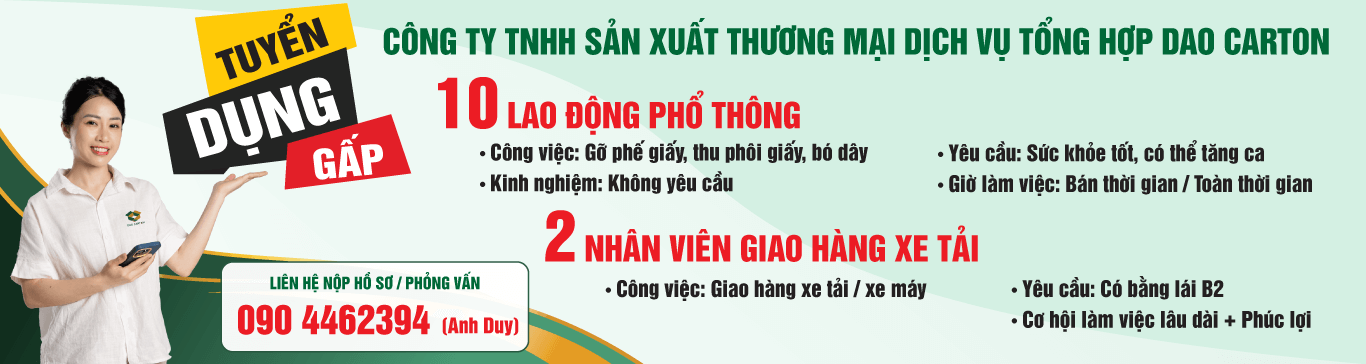 TUYỂN
DỤNG
GẤP
CÔNG TY TNHH SẢN XUẤT THƯƠNG MẠI DỊCH VỤ TỔNG HỢP DAO CARTON
10 LAO ĐỘNG PHỔ THÔNG
• Công việc: Gỡ phế giấy, thu phôi giấy, bó dây
• Kinh nghiệm: Không yêu cầu
• Yêu cầu: Sức khỏe tốt, có thể tăng ca
• Giờ làm việc: Bán thời gian / Toàn thời gian
2 NHÂN VIÊN GIAO HÀNG XE TẢI
• Công việc: Giao hàng xe tải / xe máy
• Yêu cầu: Có bằng lái B2
• Cơ hội làm việc lâu dài + Phúc lợi
LIÊN HỆ NỘP HỒ SƠ / PHỎNG VẤN
090 4462394 (Anh Duy)